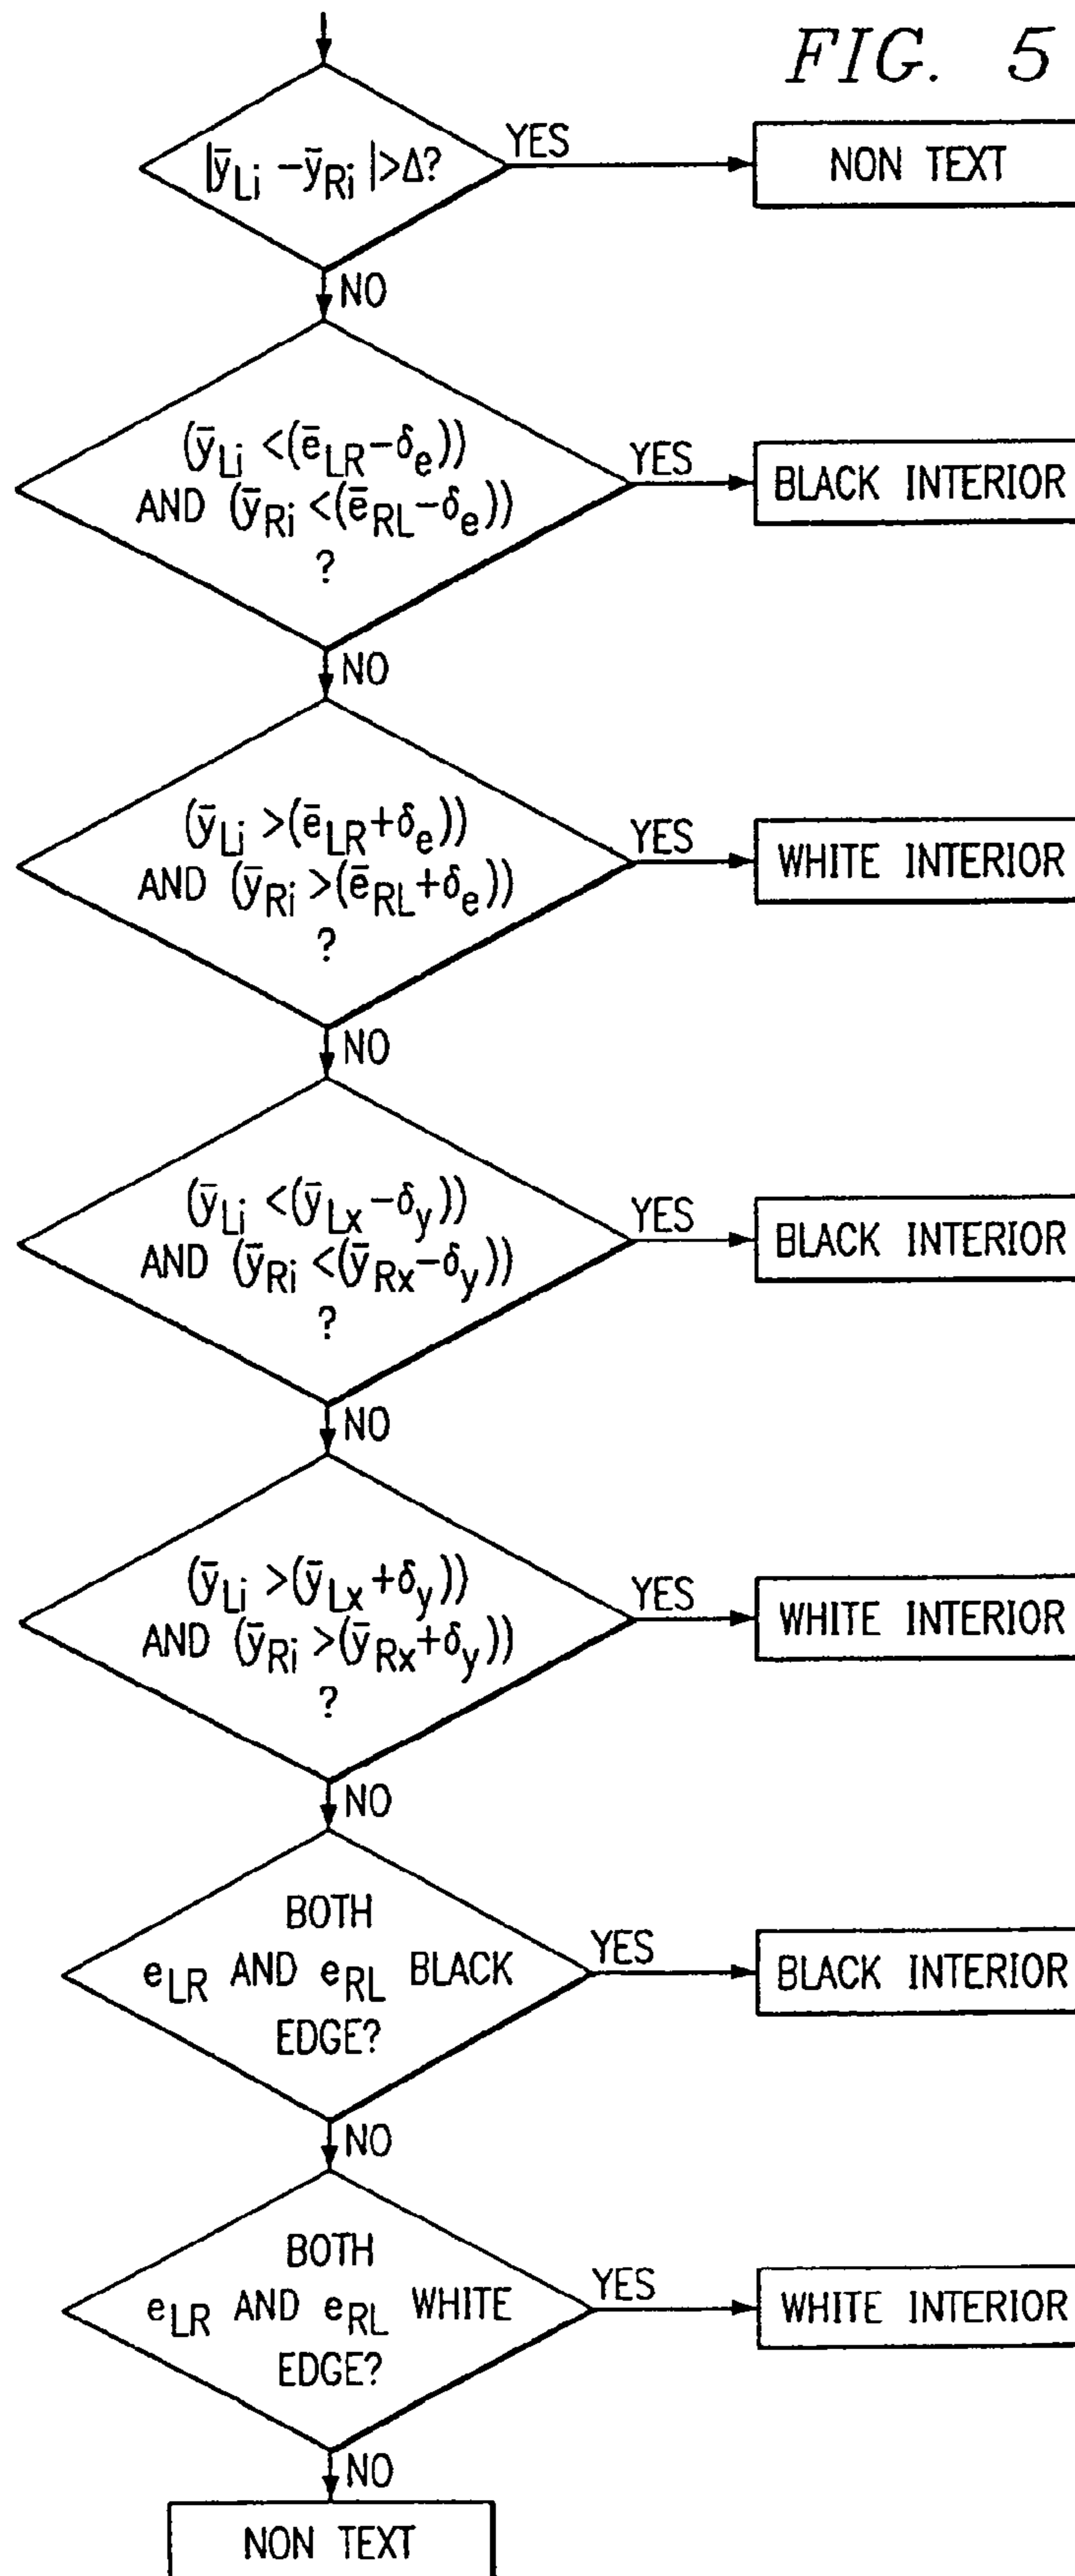 FIG. 5
|ȳLi −ȳRi |>Δ?
YES
NON TEXT
NO
(ȳLi <(ēLR−δe))
AND (ȳRi <(ēRL−δe))
?
YES
BLACK INTERIOR
NO
(ȳLi >(ēLR+δe))
AND (ȳRi >(ēRL+δe))
?
YES
WHITE INTERIOR
NO
(ȳLi <(ȳLx−δy))
AND (ȳRi <(ȳRx−δy))
?
YES
BLACK INTERIOR
NO
(ȳLi >(ȳLx+δy))
AND (ȳRi >(ȳRx+δy))
?
YES
WHITE INTERIOR
NO
BOTH
eLR AND eRL BLACK
EDGE?
YES
BLACK INTERIOR
NO
BOTH
eLR AND eRL WHITE
EDGE?
YES
WHITE INTERIOR
NO
NON TEXT